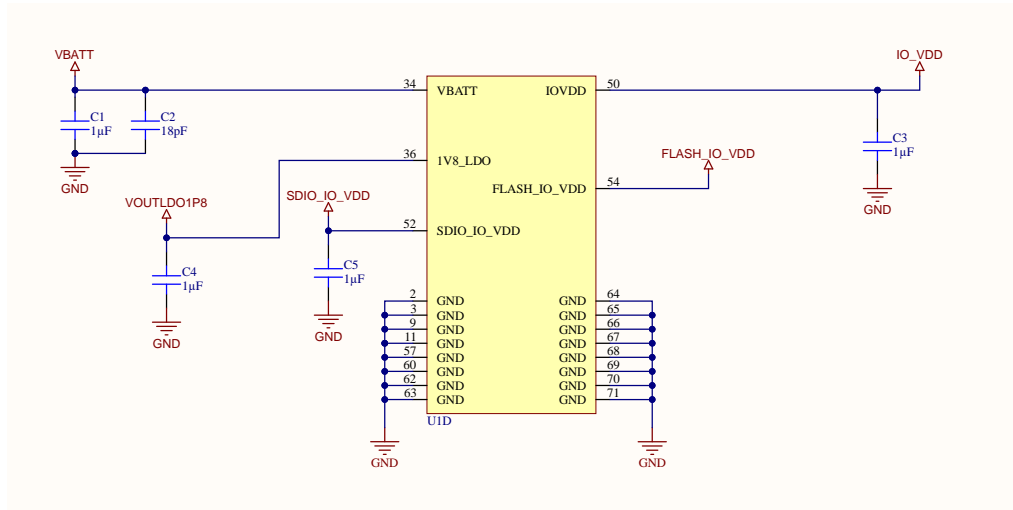 VBATT
IO_VDD
34
VBATT
IOVDD
50
C1
1µF
C2
18pF
C3
1µF
36
1V8_LDO
FLASH_IO_VDD
GND
FLASH_IO_VDD
54
GND
VOUTLDO1P8
SDIO_IO_VDD
52
SDIO_IO_VDD
C4
1µF
C5
1µF
GND
GND
2
GND
GND
64
3
GND
GND
65
9
GND
GND
66
11
GND
GND
67
57
GND
GND
68
60
GND
GND
69
62
GND
GND
70
63
GND
GND
71
U1D
GND
GND